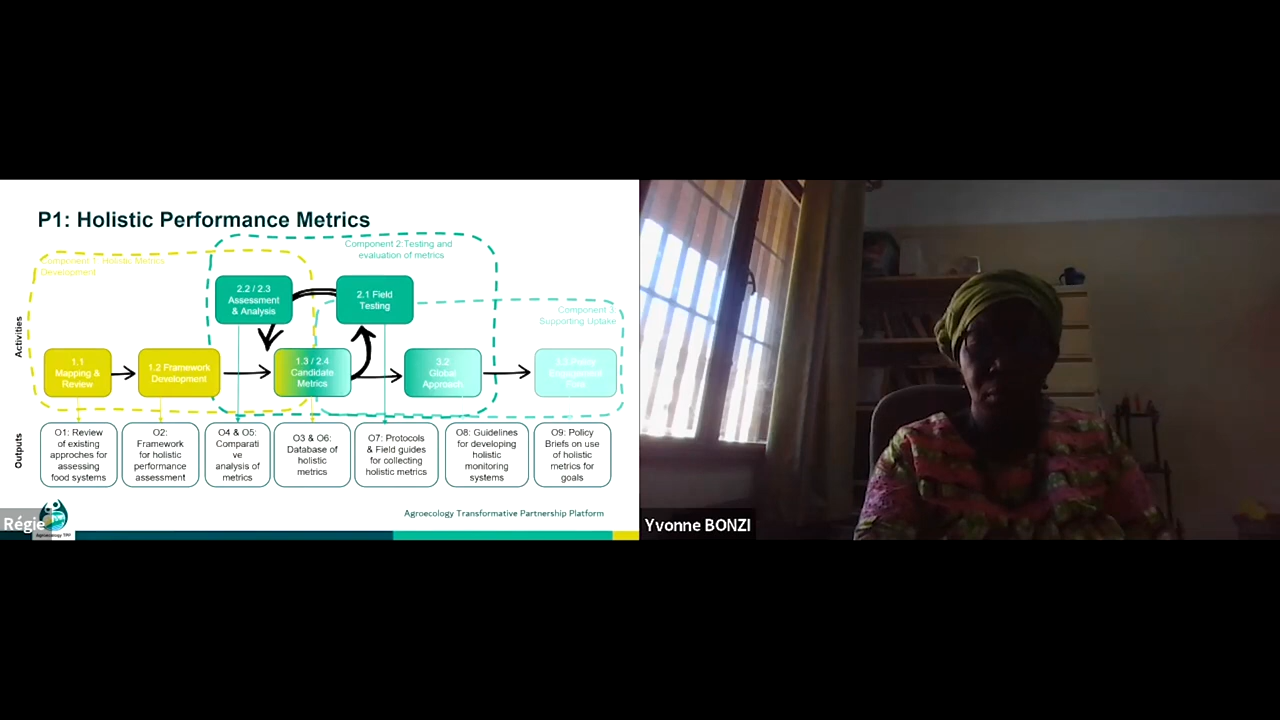 P1: Holistic Performance Metrics
Component 1: Holistic Metrics
Development
Component 2:Testing and
evaluation of metrics
Component 3:
Supporting Uptake
Activities
2.2 / 2.3
Assessment
& Analysis
2.1 Field
Testing
1.1
Mapping &
Review
1.2 Framework
Development
1.3 / 2.4
Candidate
Metrics
3.2
Global
Approach
Policy
Engagement
Outputs
O1: Review
of existing
approches for
assessing
food systems
O2:
Framework
for holistic
performance
assessment
O4 & O5:
Comparati
ve
analysis of
metrics
O3 & O6:
Database of
holistic
metrics
O7: Protocols
& Field guides
for collecting
holistic metrics
O8: Guidelines
for developing
holistic
monitoring
systems
O9: Policy
Briefs on use
of holistic
metrics for
goals
Agroecology Transformative Partnership Platform
Régie
Agroecology TPP
Yvonne BONZI